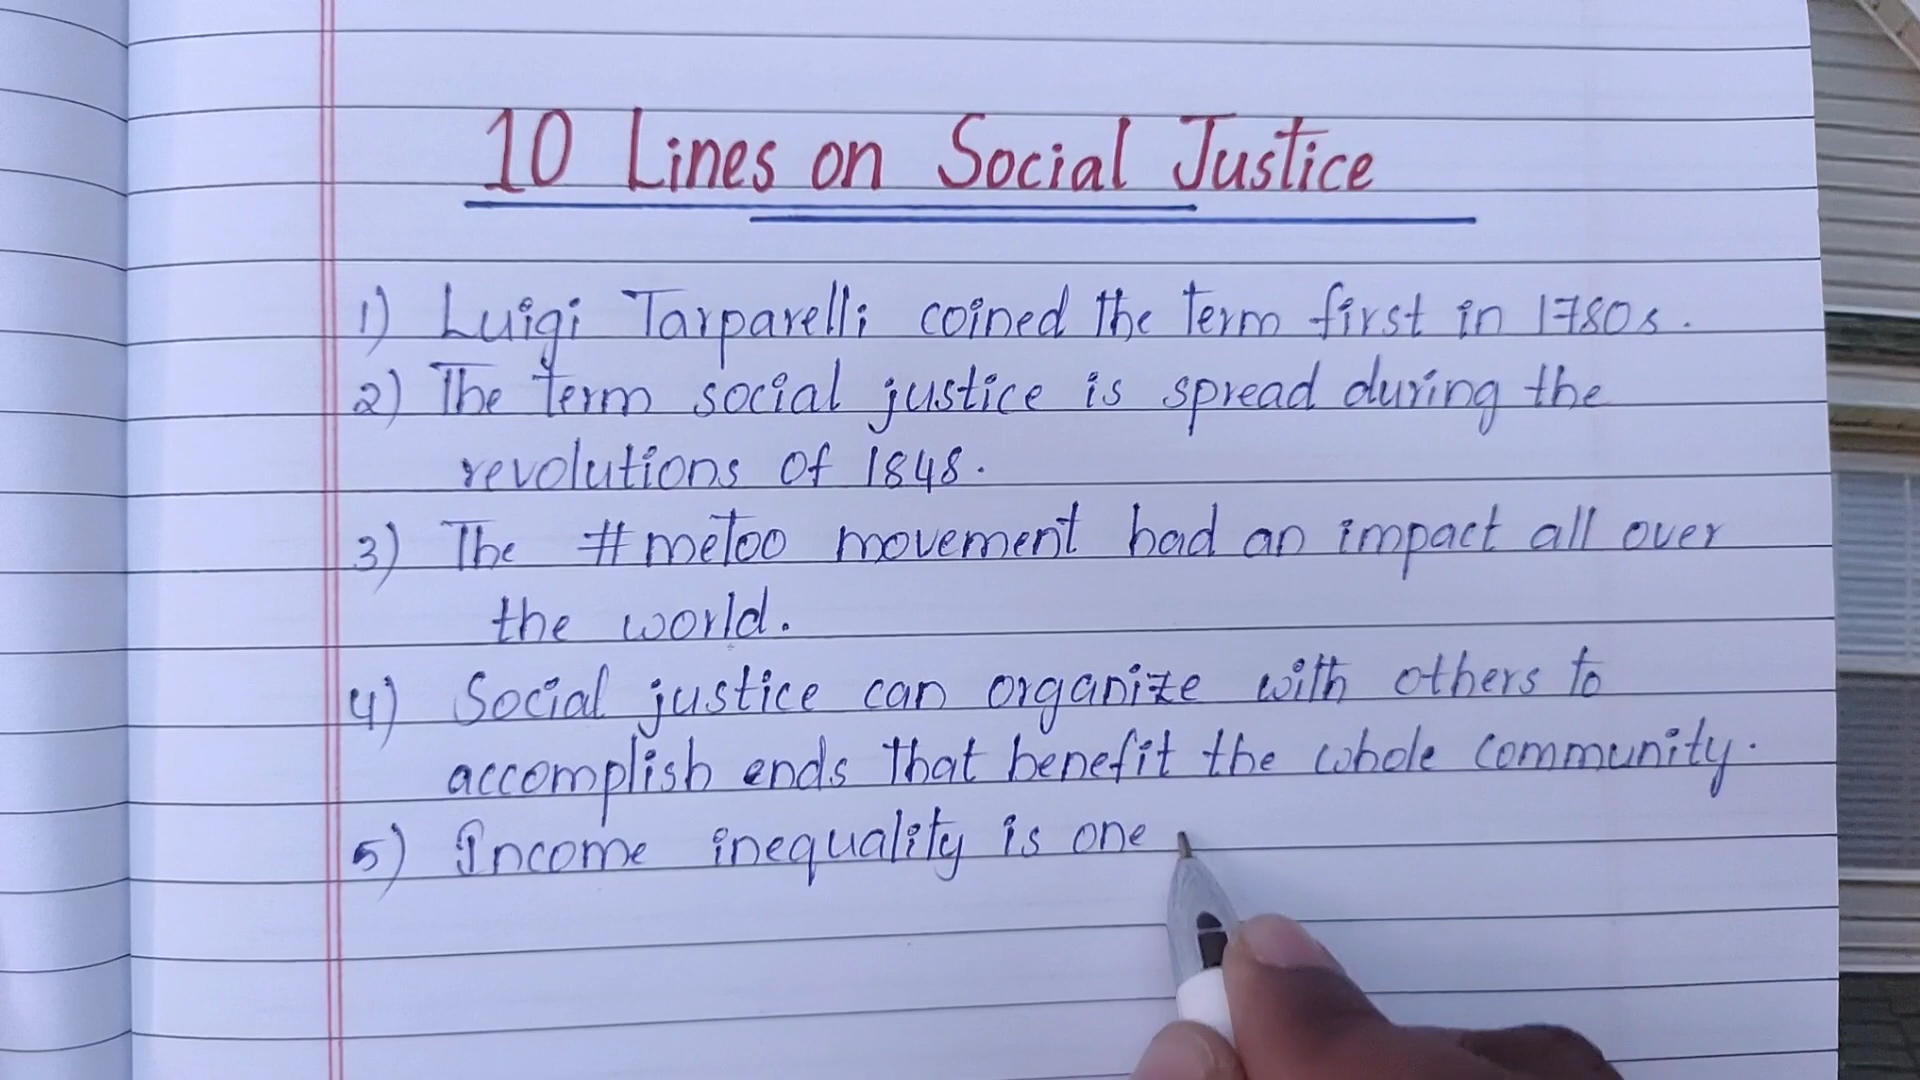 10 Lines on Social Justice
1) Luigi Tarparelli coined the term first in 1780s.
2) The term social justice is spread during the
revolutions of 1848.
3) The #metoo movement had an impact all over
the world.
4) Social justice can organize with others to
accomplish ends that benefit the whole community.
5) Income inequality is one